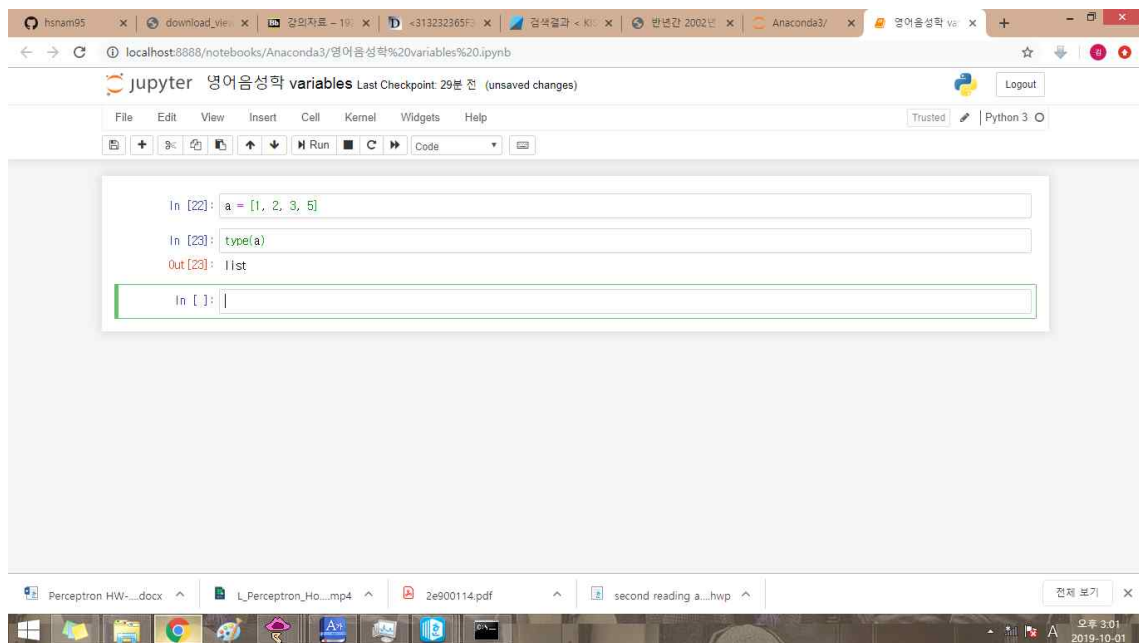 hsnam95
download_vie
강의자료 – 19
<313232365F
검색결과 < KI
반년간 2002년
Anaconda3/
영어음성학 va
localhost:8888/notebooks/Anaconda3/영어음성학%20variables%20.ipynb
jupyter 영어음성학 variables Last Checkpoint: 29분 전 (unsaved changes)
Logout
File Edit View Insert Cell Kernel Widgets Help
Trusted Python 3
Run Code
In [22]: a = [1, 2, 3, 5]
In [23]: type(a)
Out[23]: list
In [ ]:
Perceptron HW-....docx
L_Perceptron_Ho....mp4
2e900114.pdf
second reading a....hwp
전체 보기
오후 3:01
2019-10-01